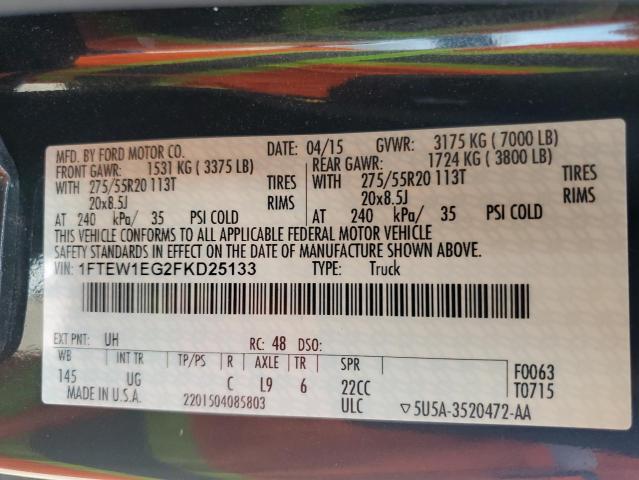 MFD. BY FORD MOTOR CO. DATE: 04/15 GVWR: 3175 KG ( 7000 LB)
FRONT GAWR: 1531 KG ( 3375 LB) REAR GAWR: 1724 KG ( 3800 LB)
WITH 275/55R20 113T TIRES WITH 275/55R20 113T TIRES
20x8.5J RIMS 20x8.5J RIMS
AT 240 kPa/ 35 PSI COLD AT 240 kPa/ 35 PSI COLD
THIS VEHICLE CONFORMS TO ALL APPLICABLE FEDERAL MOTOR VEHICLE
SAFETY STANDARDS IN EFFECT ON THE DATE OF MANUFACTURE SHOWN ABOVE.
VIN: 1FTEW1EG2FKD25133 TYPE: Truck
EXT PNT: UH RC: 48 DSO:
WB INT TR TP/PS R AXLE TR SPR F0063
145 UG C L9 6 22CC T0715
MADE IN U.S.A. 2201504085803 ULC ▽5U5A-3520472-AA